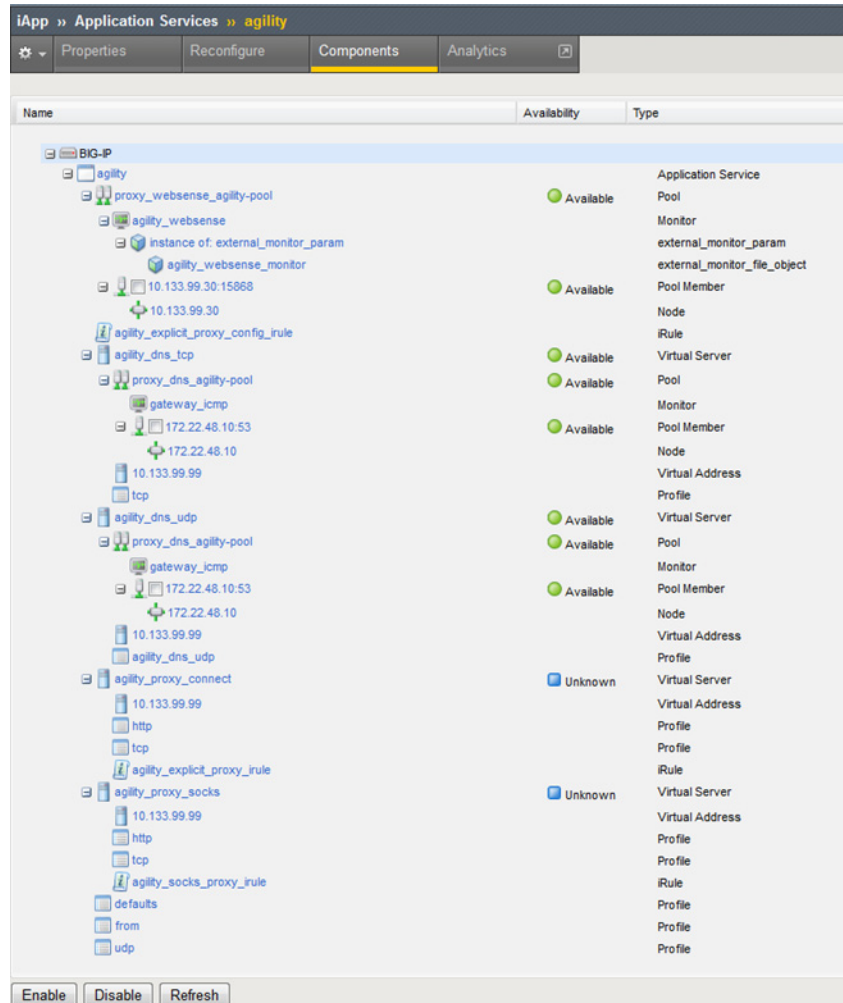 iApp » Application Services » agility
Properties Reconfigure Components Analytics
Name Availability Type
BIG-IP
agility Application Service
proxy_websense_agility-pool Available Pool
agility_websense Monitor
instance of: external_monitor_param external_monitor_param
agility_websense_monitor external_monitor_file_object
10.133.99.30:15868 Available Pool Member
10.133.99.30 Node
agility_explicit_proxy_config_irule iRule
agility_dns_tcp Available Virtual Server
proxy_dns_agility-pool Available Pool
gateway_icmp Monitor
172.22.48.10:53 Available Pool Member
172.22.48.10 Node
10.133.99.99 Virtual Address
tcp Profile
agility_dns_udp Available Virtual Server
proxy_dns_agility-pool Available Pool
gateway_icmp Monitor
172.22.48.10:53 Available Pool Member
172.22.48.10 Node
10.133.99.99 Virtual Address
agility_dns_udp Profile
agility_proxy_connect Unknown Virtual Server
10.133.99.99 Virtual Address
http Profile
tcp Profile
agility_explicit_proxy_irule iRule
agility_proxy_socks Unknown Virtual Server
10.133.99.99 Virtual Address
http Profile
tcp Profile
agility_socks_proxy_irule iRule
defaults Profile
from Profile
udp Profile
Enable Disable Refresh